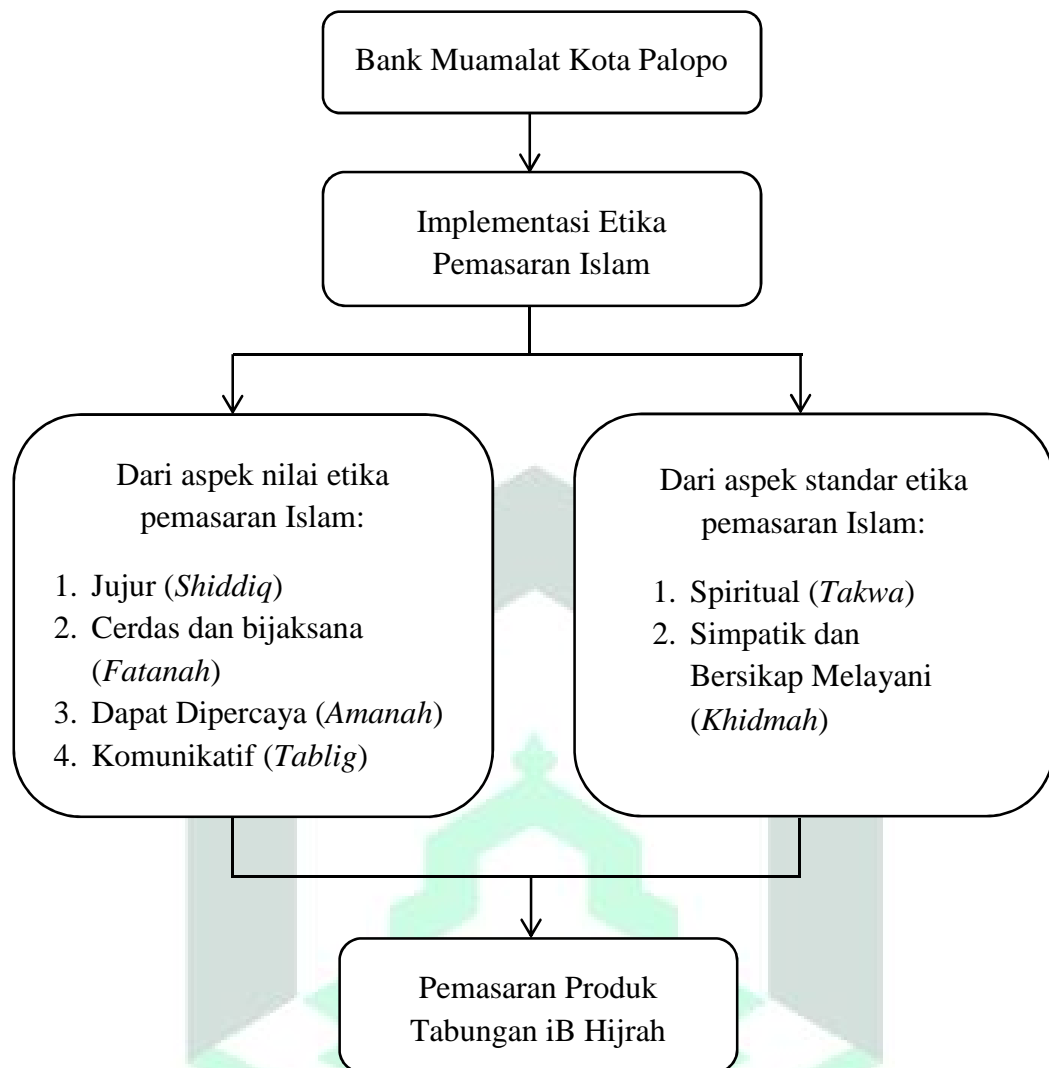 Bank Muamalat Kota Palopo
Implementasi Etika
Pemasaran Islam
Dari aspek nilai etika
pemasaran Islam:
1. Jujur (Shiddiq)
2. Cerdas dan bijaksana
(Fatanah)
3. Dapat Dipercaya (Amanah)
4. Komunikatif (Tablig)
Dari aspek standar etika
pemasaran Islam:
1. Spiritual (Takwa)
2. Simpatik dan
Bersikap Melayani
(Khidmah)
Pemasaran Produk
Tabungan iB Hijrah